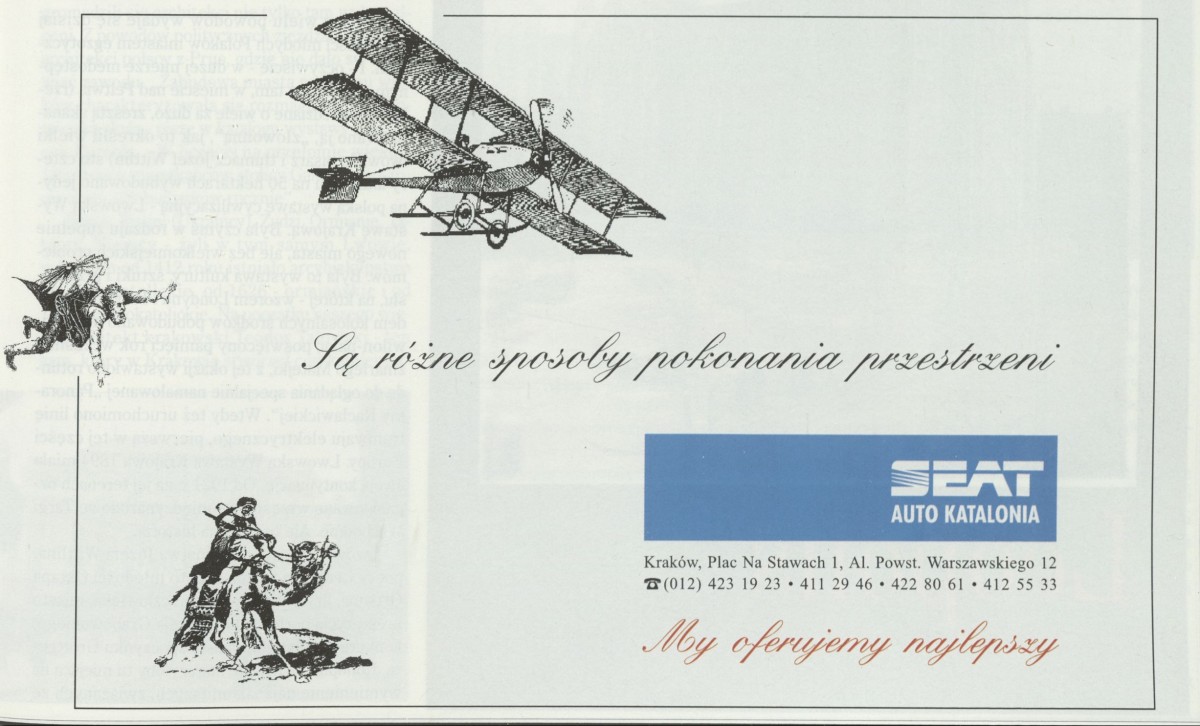 Są różne sposoby pokonania przestrzeni
SEAT
AUTO KATALONIA
Kraków, Plac Na Stawach 1, Al. Powst. Warszawskiego 12
☎(012) 423 19 23 • 411 29 46 • 422 80 61 • 412 55 33
My oferujemy najlepszy